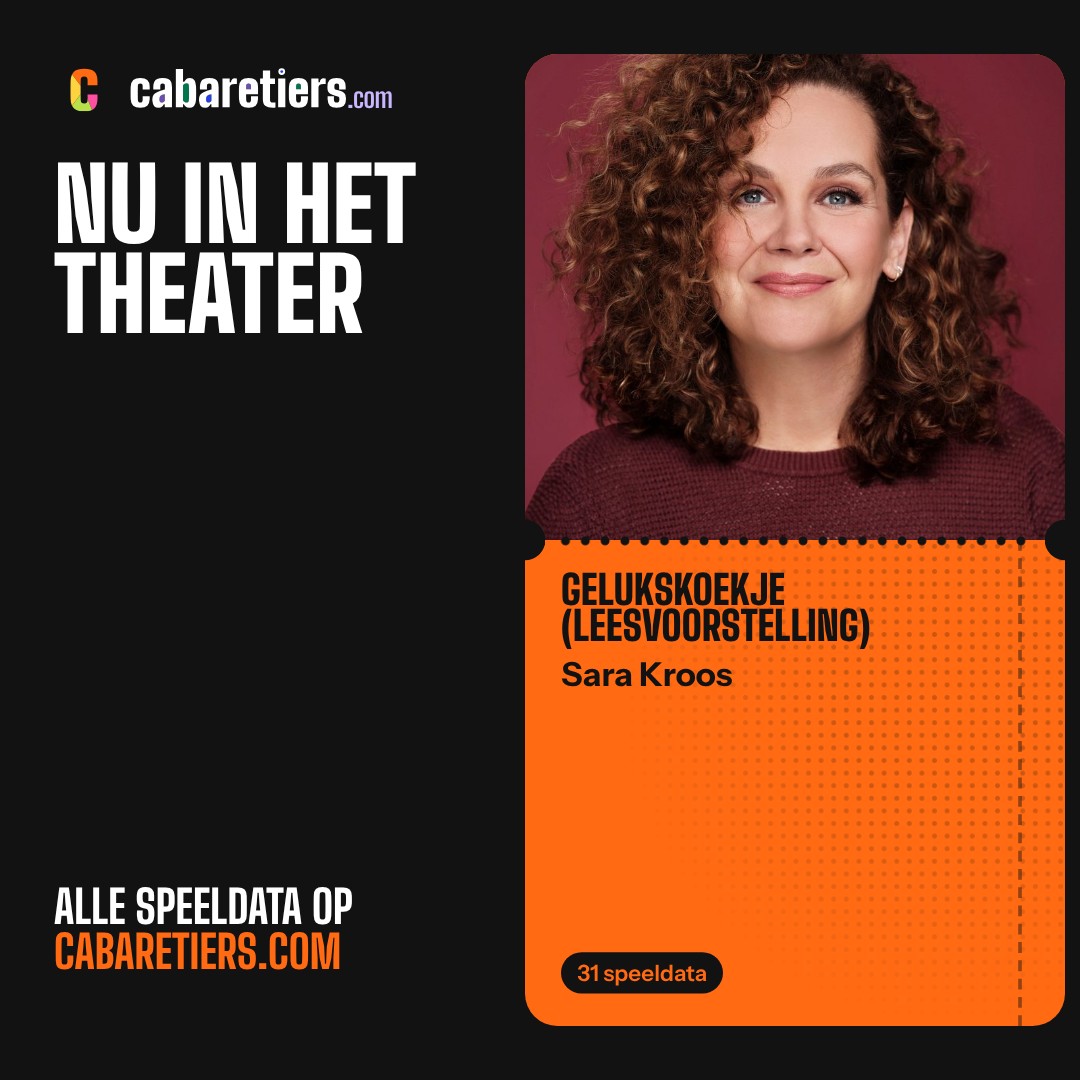 cabaretiers.com
NU IN HET
THEATER
GELUKSKOEKJE
(LEESVOORSTELLING)
Sara Kroos
31 speeldata
ALLE SPEELDATA OP
CABARETIERS.COM